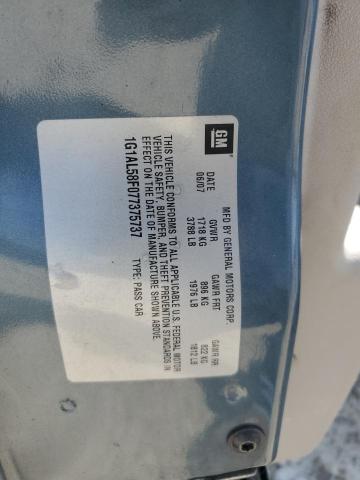 GM
MFD BY GENERAL MOTORS CORP.
DATE GVWR GAWR FRT GAWR RR
06/07 1718 KG 896 KG 822 KG
3788 LB 1976 LB 1812 LB
THIS VEHICLE CONFORMS TO ALL APPLICABLE U.S. FEDERAL MOTOR
VEHICLE SAFETY, BUMPER, AND THEFT PREVENTION STANDARDS IN
EFFECT ON THE DATE OF MANUFACTURE SHOWN ABOVE.
1G1AL58F077375737 TYPE: PASS CAR